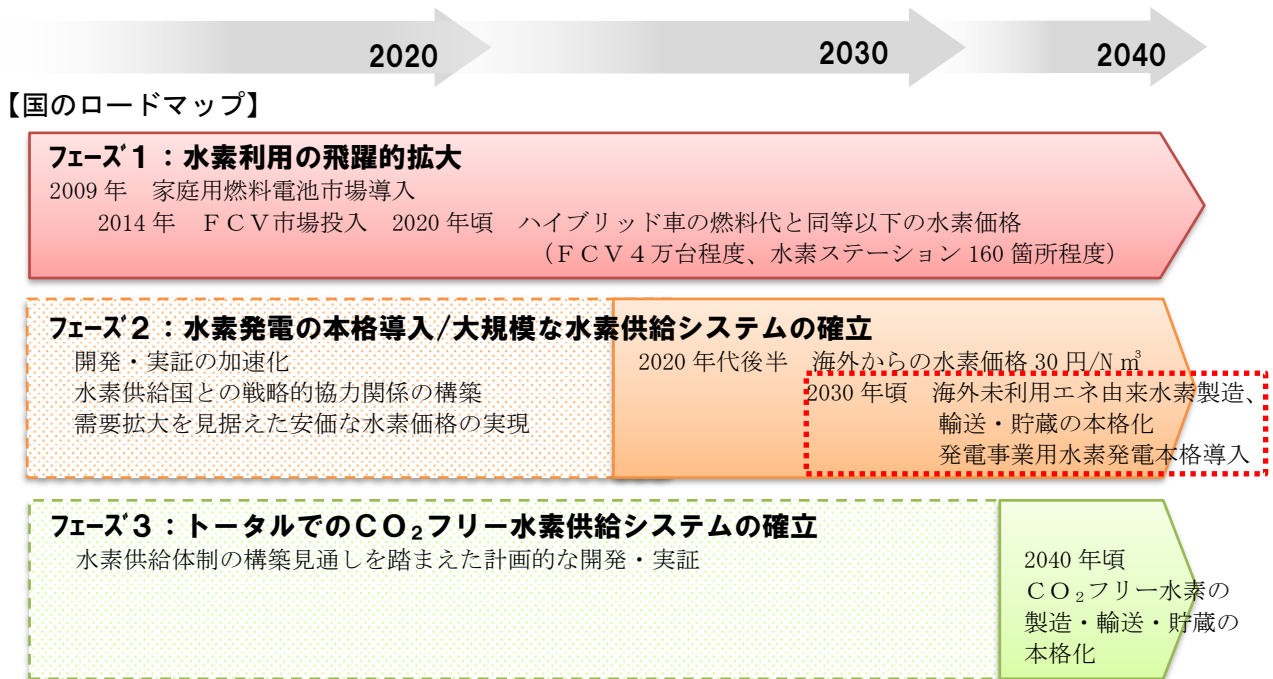 2020 2030 2040
【国のロードマップ】
ﾌｪｰｽﾞ１：水素利用の飛躍的拡大
2009 年　家庭用燃料電池市場導入
2014 年　ＦＣＶ市場投入　2020 年頃　ハイブリッド車の燃料代と同等以下の水素価格
（ＦＣＶ４万台程度、水素ステーション 160 箇所程度）
ﾌｪｰｽﾞ２：水素発電の本格導入/大規模な水素供給システムの確立
開発・実証の加速化
水素供給国との戦略的協力関係の構築
需要拡大を見据えた安価な水素価格の実現
2020 年代後半　海外からの水素価格 30 円/N㎥
2030 年頃　海外未利用エネ由来水素製造、
輸送・貯蔵の本格化
発電事業用水素発電本格導入
ﾌｪｰｽﾞ３：トータルでのＣＯ₂フリー水素供給システムの確立
水素供給体制の構築見通しを踏まえた計画的な開発・実証
2040 年頃
ＣＯ₂フリー水素の
製造・輸送・貯蔵の
本格化